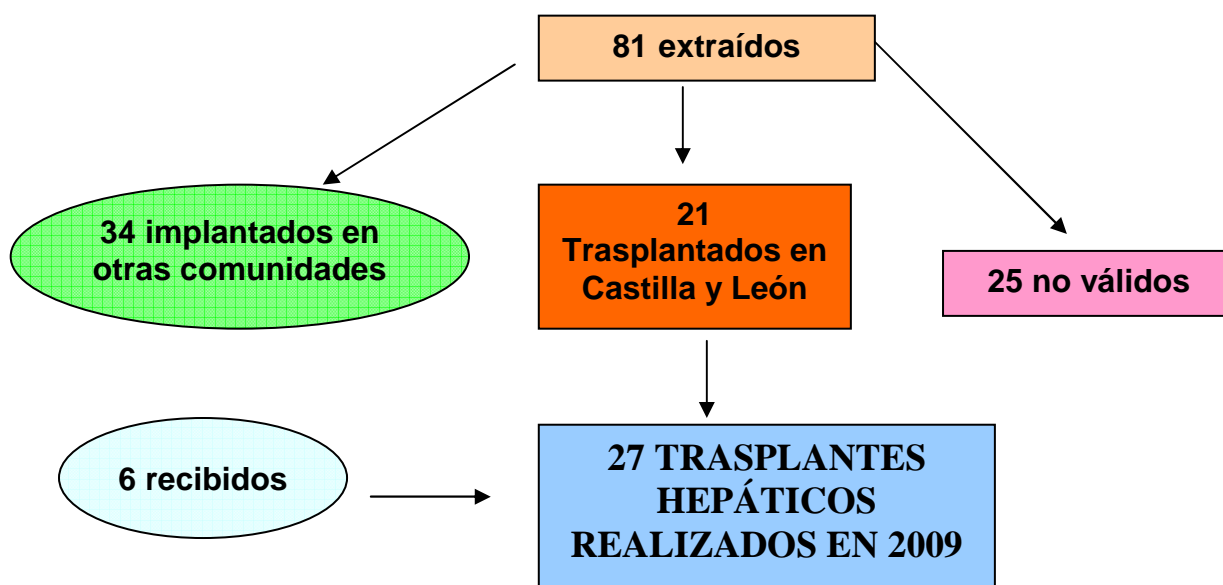 81 extraídos
34 implantados en
otras comunidades
21
Trasplantados en
Castilla y León
25 no válidos
6 recibidos
27 TRASPLANTES
HEPÁTICOS
REALIZADOS EN 2009